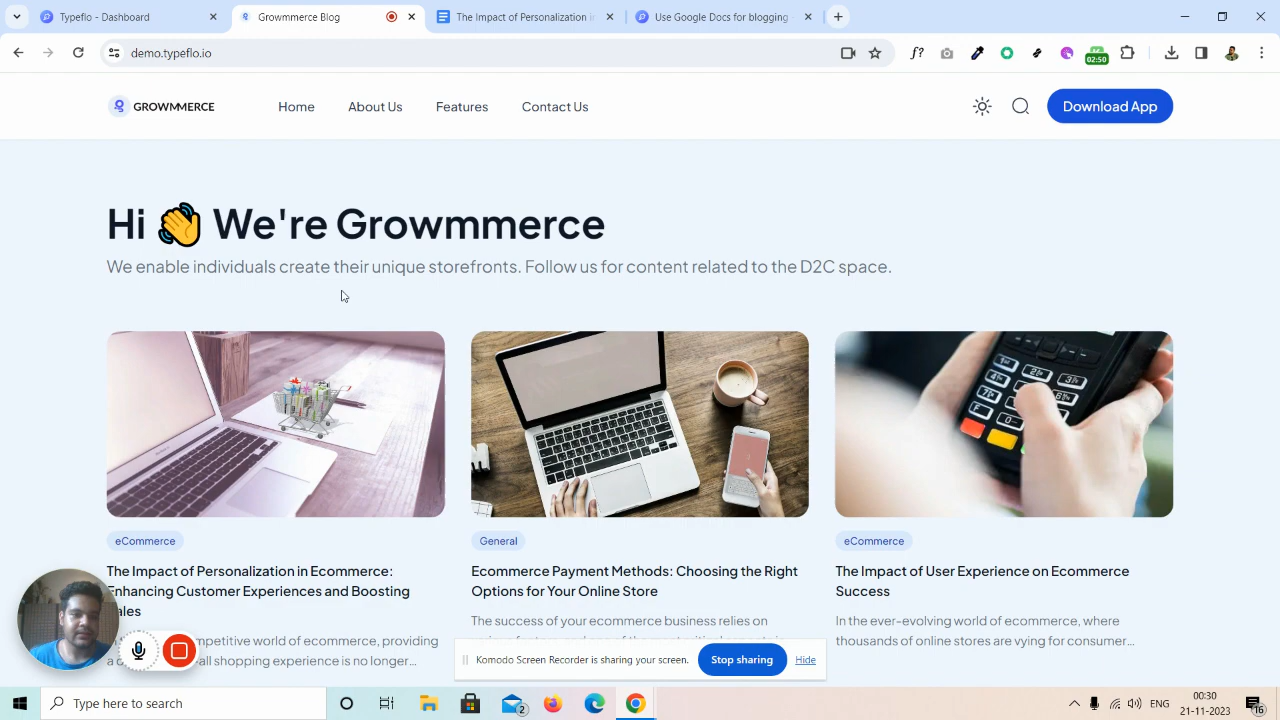 Typeflo - Dashboard
Growmmerce Blog
The Impact of Personalization in
Use Google Docs for blogging -
demo.typeflo.io
f?
02:50
GROWMMERCE
Home
About Us
Features
Contact Us
Download App
Hi 👋 We're Growmmerce
We enable individuals create their unique storefronts. Follow us for content related to the D2C space.
eCommerce
The Impact of Personalization in Ecommerce:
Enhancing Customer Experiences and Boosting
ales
mpetitive world of ecommerce, providing
all shopping experience is no longer...
General
Ecommerce Payment Methods: Choosing the Right
Options for Your Online Store
The success of your ecommerce business relies on
eCommerce
The Impact of User Experience on Ecommerce
Success
In the ever-evolving world of ecommerce, where
thousands of online stores are vying for consumer...
Komodo Screen Recorder is sharing your screen.
Stop sharing
Hide
Type here to search
2
ENG
00:30
21-11-2023
16